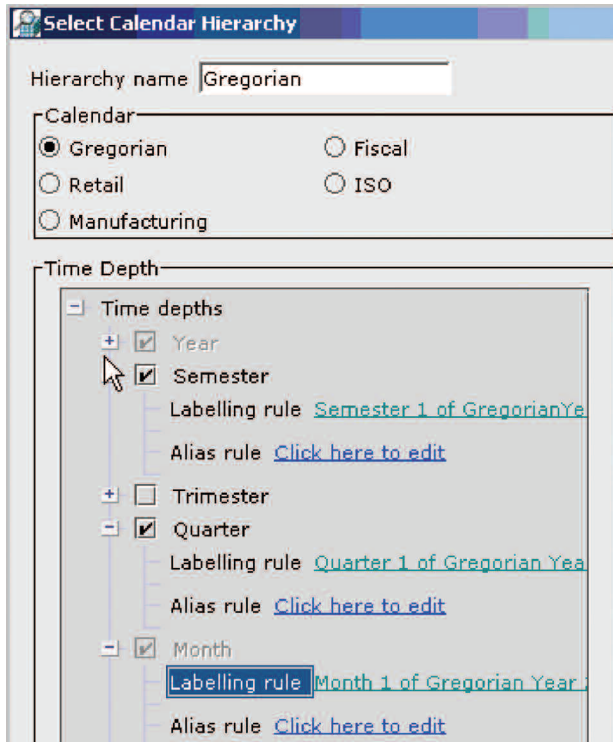 Select Calendar Hierarchy
Hierarchy name Gregorian
Calendar
Gregorian Fiscal
Retail ISO
Manufacturing
Time Depth
Time depths
Year
Semester
Labelling rule Semester 1 of GregorianYe
Alias rule Click here to edit
Trimester
Quarter
Labelling rule Quarter 1 of Gregorian Yea
Alias rule Click here to edit
Month
Labelling rule Month 1 of Gregorian Year
Alias rule Click here to edit